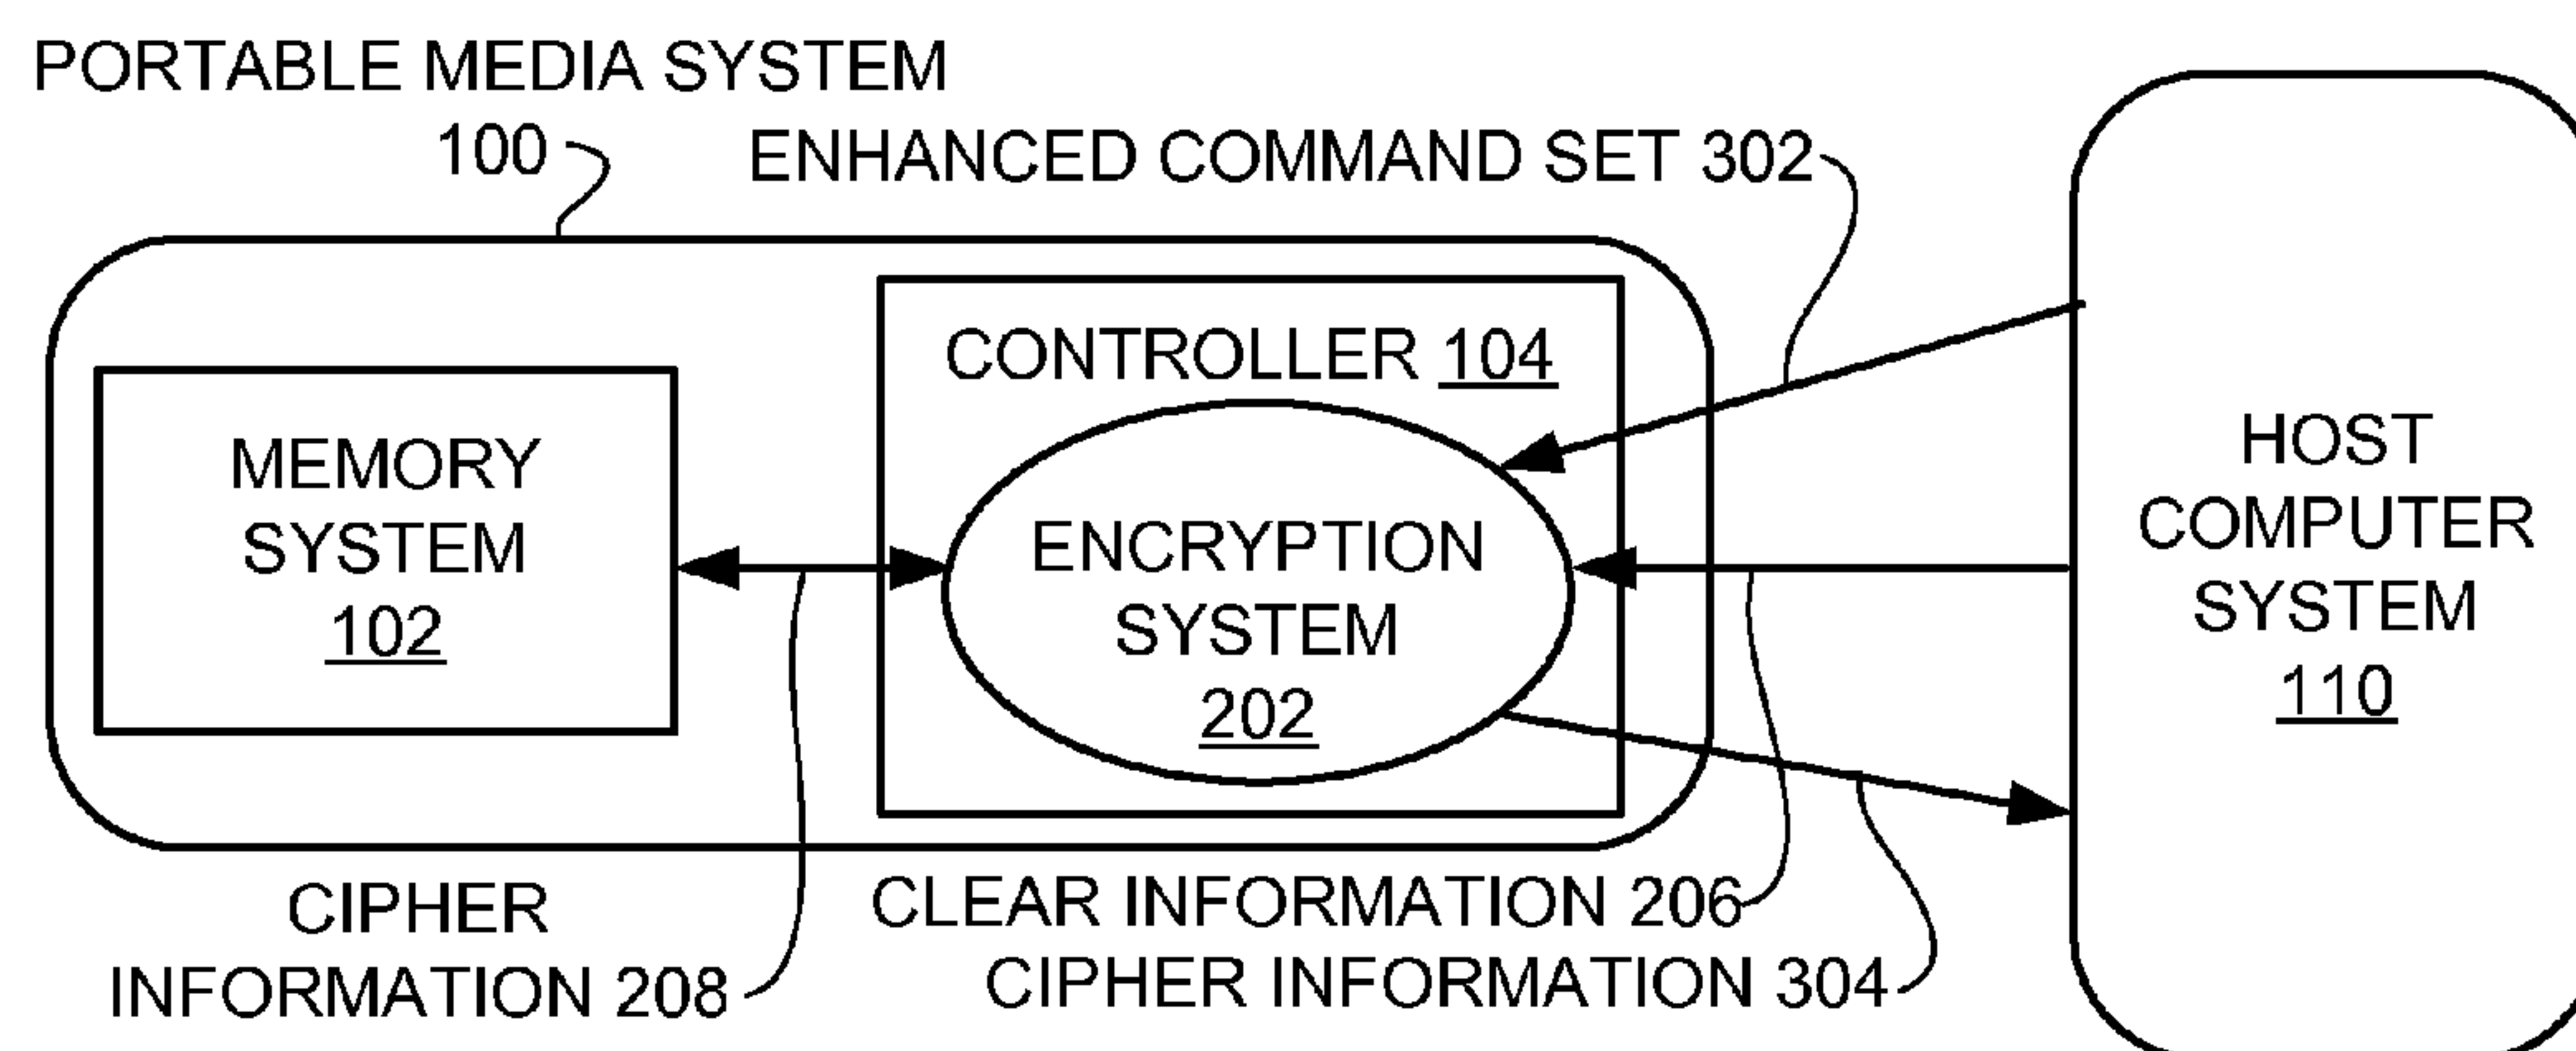 PORTABLE MEDIA SYSTEM
100
ENHANCED COMMAND SET 302
CONTROLLER 104
MEMORY
SYSTEM
102
ENCRYPTION
SYSTEM
202
HOST
COMPUTER
SYSTEM
110
CIPHER
INFORMATION 208
CLEAR INFORMATION 206
CIPHER INFORMATION 304